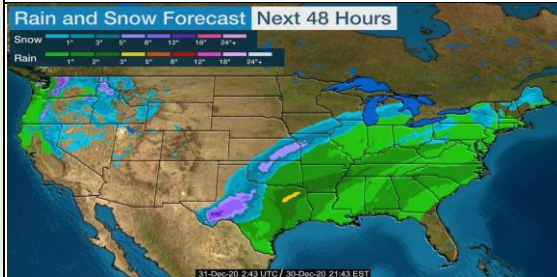 Rain and Snow Forecast Next 48 Hours
Snow
1" 3" 5" 8" 12" 18" 24"+
Rain
1" 2" 3" 5" 8" 12" 18" 24"+
31-Dec-20 2:43 UTC / 30-Dec-20 21:43 EST